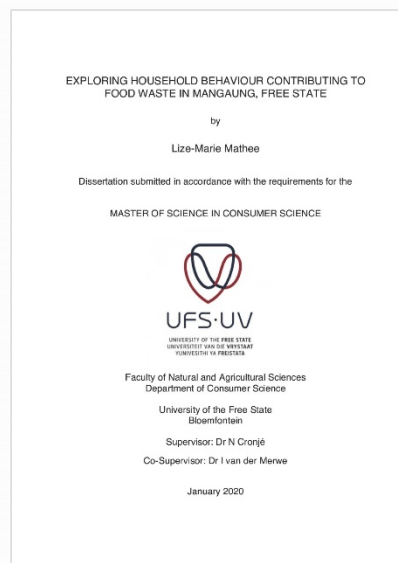 EXPLORING HOUSEHOLD BEHAVIOUR CONTRIBUTING TO
FOOD WASTE IN MANGAUNG, FREE STATE
by
Lize-Marie Mathee
Dissertation submitted in accordance with the requirements for the
MASTER OF SCIENCE IN CONSUMER SCIENCE
UFS·UV
UNIVERSITY OF THE FREE STATE
UNIVERSITEIT VAN DIE VRYSTAAT
YUNIVESITHI YA FREISTATA
Faculty of Natural and Agricultural Sciences
Department of Consumer Science
University of the Free State
Bloemfontein
Supervisor: Dr N Cronjé
Co-Supervisor: Dr I van der Merwe
January 2020